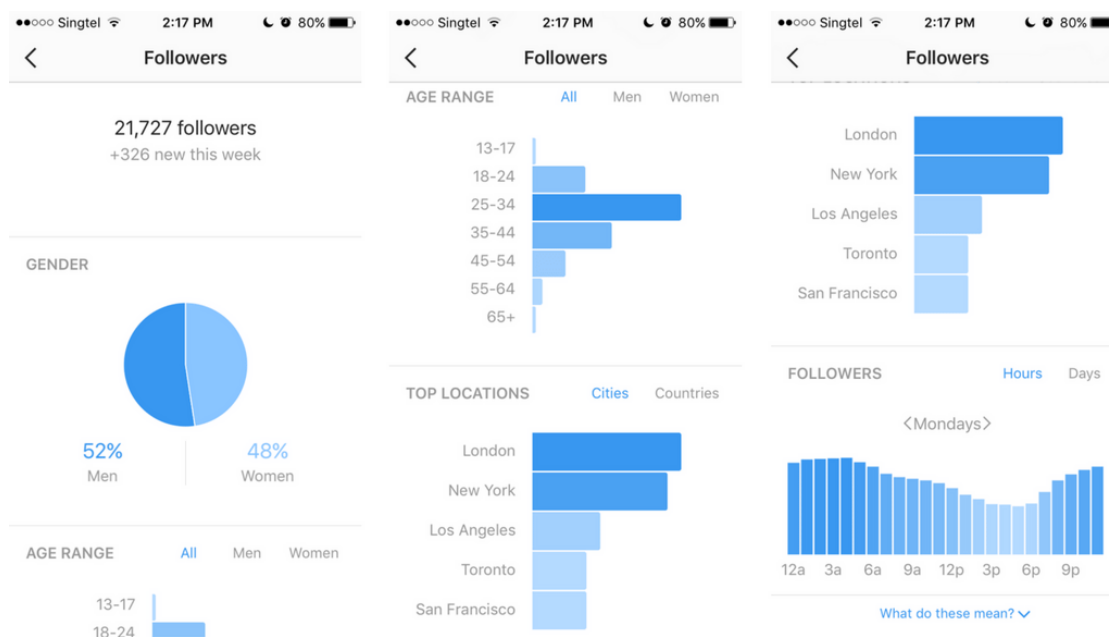 Singtel 2:17 PM 80%
Followers
21,727 followers
+326 new this week
GENDER
52%
Men
48%
Women
AGE RANGE All Men Women
13-17
18-24
Singtel 2:17 PM 80%
Followers
AGE RANGE All Men Women
13-17
18-24
25-34
35-44
45-54
55-64
65+
TOP LOCATIONS Cities Countries
London
New York
Los Angeles
Toronto
San Francisco
Singtel 2:17 PM 80%
Followers
London
New York
Los Angeles
Toronto
San Francisco
FOLLOWERS Hours Days
<Mondays>
12a 3a 6a 9a 12p 3p 6p 9p
What do these mean?